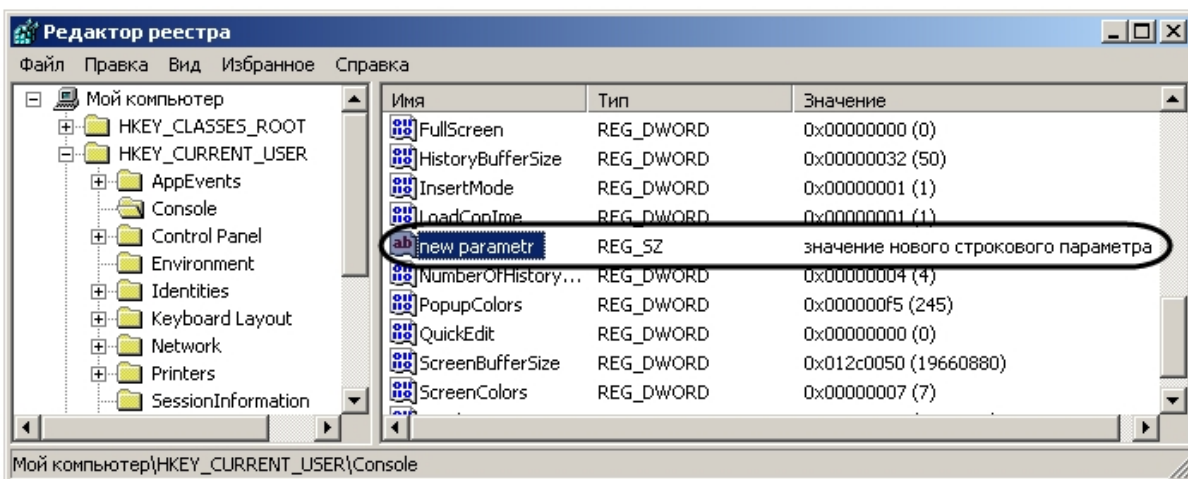 Редактор реестра
Файл Правка Вид Избранное Справка
Мой компьютер
HKEY_CLASSES_ROOT
HKEY_CURRENT_USER
AppEvents
Console
Control Panel
Environment
Identities
Keyboard Layout
Network
Printers
SessionInformation
Имя Тип Значение
FullScreen REG_DWORD 0x00000000 (0)
HistoryBufferSize REG_DWORD 0x00000032 (50)
InsertMode REG_DWORD 0x00000001 (1)
LoadConIme REG_DWORD 0x00000001 (1)
new parametr REG_SZ значение нового строкового параметра
NumberOfHistory... REG_DWORD 0x00000004 (4)
PopupColors REG_DWORD 0x000000f5 (245)
QuickEdit REG_DWORD 0x00000000 (0)
ScreenBufferSize REG_DWORD 0x012c0050 (19660880)
ScreenColors REG_DWORD 0x00000007 (7)
Мой компьютер\HKEY_CURRENT_USER\Console